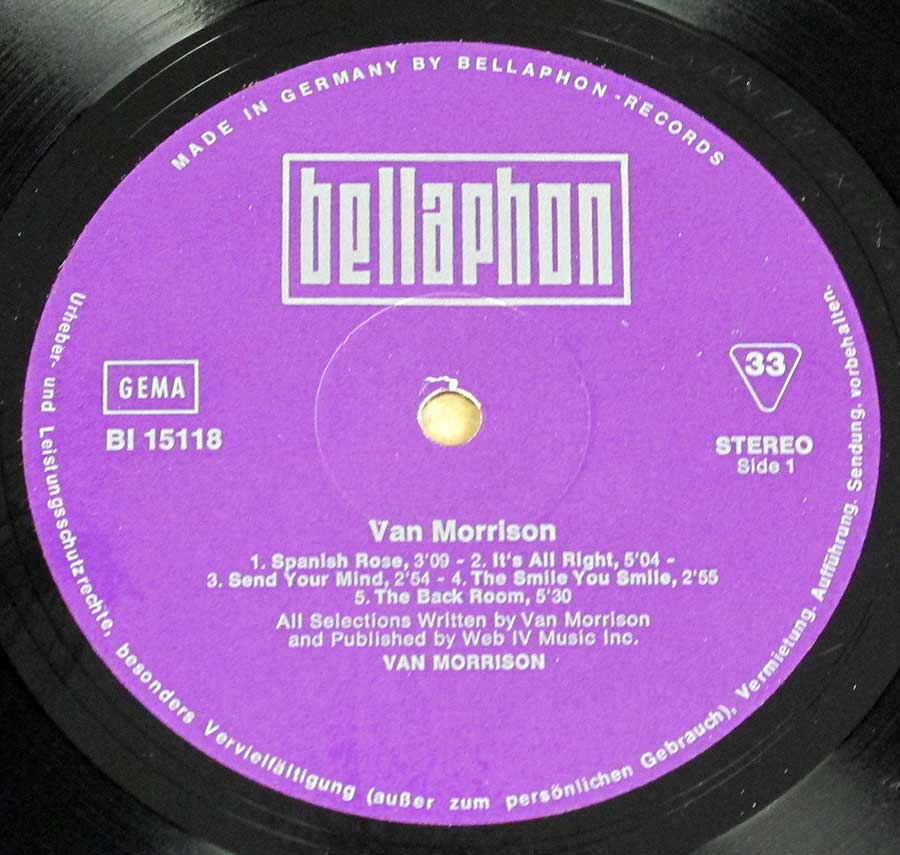 MADE IN GERMANY BY BELLAPHON-RECORDS
bellaphon
GEMA
BI 15118
33
STEREO
Side 1
Van Morrison
1. Spanish Rose, 3'09 - 2. It's All Right, 5'04 -
3. Send Your Mind, 2'54 - 4. The Smile You Smile, 2'55
5. The Back Room, 5'30
All Selections Written by Van Morrison
and Published by Web IV Music Inc.
VAN MORRISON
Urheber- und Leistungsschutzrechte, besonders Vervielfältigung (außer zum persönlichen Gebrauch), Vermietung. Aufführung. Sendung. vorbehalten.